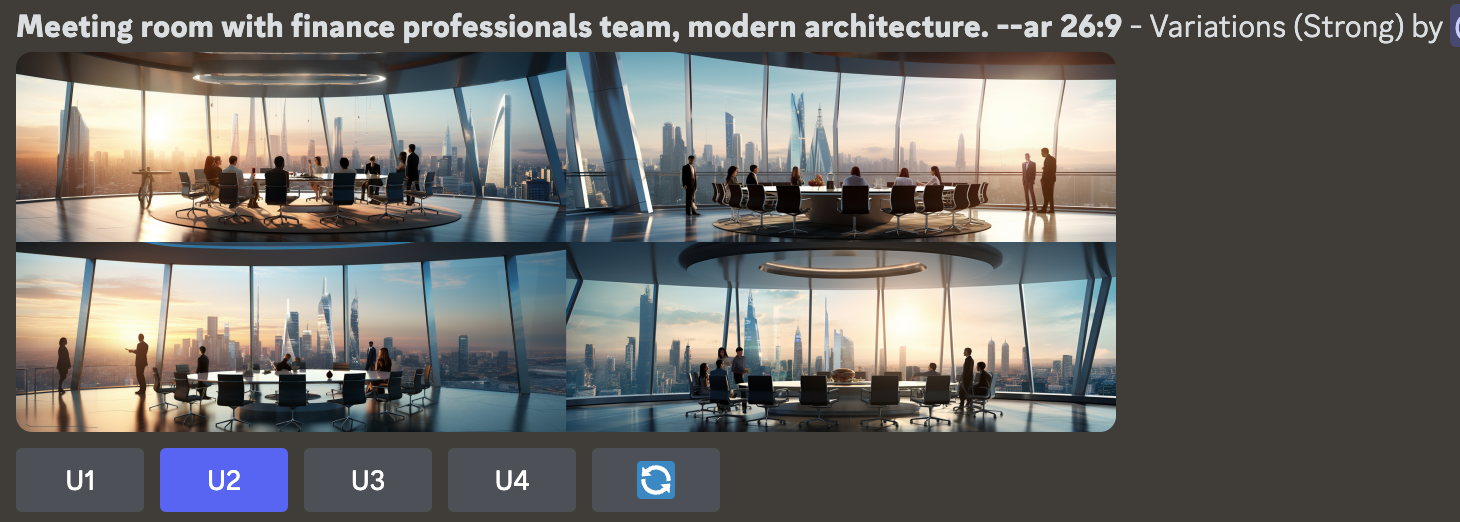 Meeting room with finance professionals team, modern architecture. --ar 26:9 - Variations (Strong) by
U1
U2
U3
U4